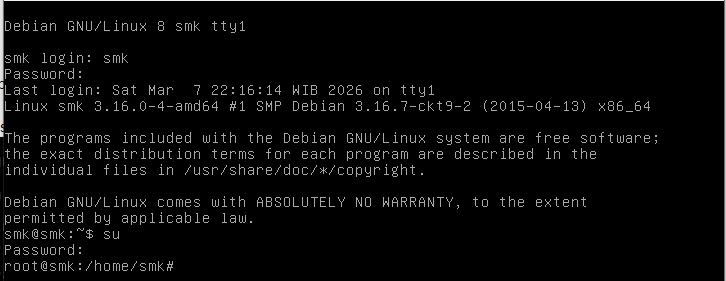 Debian GNU/Linux 8 smk tty1
smk login: smk
Password:
Last login: Sat Mar  7 22:16:14 WIB 2026 on tty1
Linux smk 3.16.0-4-amd64 #1 SMP Debian 3.16.7-ckt9-2 (2015-04-13) x86_64
The programs included with the Debian GNU/Linux system are free software;
the exact distribution terms for each program are described in the
individual files in /usr/share/doc/*/copyright.
Debian GNU/Linux comes with ABSOLUTELY NO WARRANTY, to the extent
permitted by applicable law.
smk@smk:~$ su
Password:
root@smk:/home/smk#